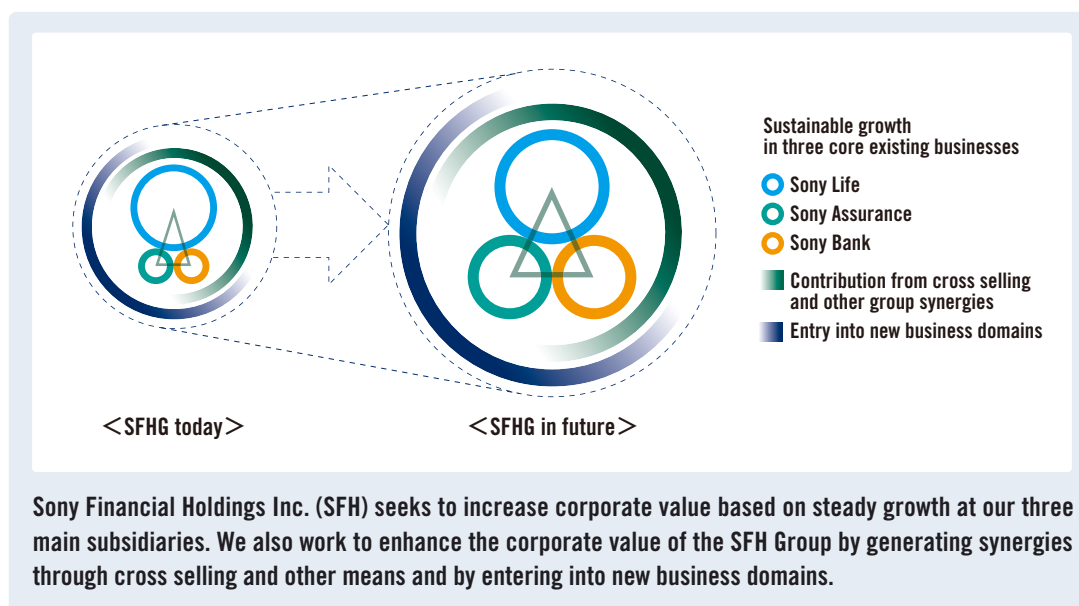 Sustainable growth
in three core existing businesses
Sony Life
Sony Assurance
Sony Bank
Contribution from cross selling
and other group synergies
Entry into new business domains
<SFHG today>
<SFHG in future>
Sony Financial Holdings Inc. (SFH) seeks to increase corporate value based on steady growth at our three
main subsidiaries. We also work to enhance the corporate value of the SFH Group by generating synergies
through cross selling and other means and by entering into new business domains.